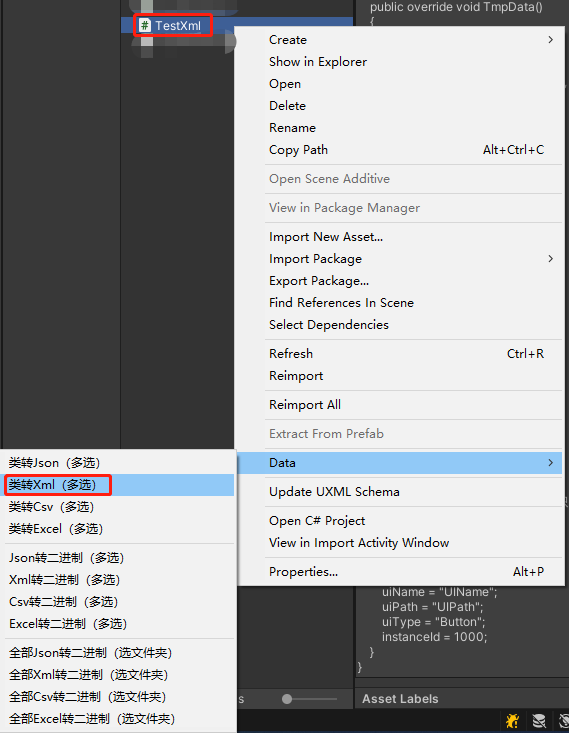 public override void TmpData()
{
TestXml
Create
Show in Explorer
Open
Delete
Rename
Copy Path Alt+Ctrl+C
Open Scene Additive
View in Package Manager
Import New Asset...
Import Package
Export Package...
Find References In Scene
Select Dependencies
Refresh Ctrl+R
Reimport
Reimport All
Extract From Prefab
Data
Update UXML Schema
Open C# Project
View in Import Activity Window
Properties... Alt+P
类转Json（多选）
类转Xml（多选）
类转Csv（多选）
类转Excel（多选）
Json转二进制（多选）
Xml转二进制（多选）
Csv转二进制（多选）
Excel转二进制（多选）
全部Json转二进制（选文件夹）
全部Xml转二进制（选文件夹）
全部Csv转二进制（选文件夹）
全部Excel转二进制（选文件夹）
uiName = "UIName";
uiPath = "UIPath";
uiType = "Button";
instanceId = 1000;
}
}
Asset Labels